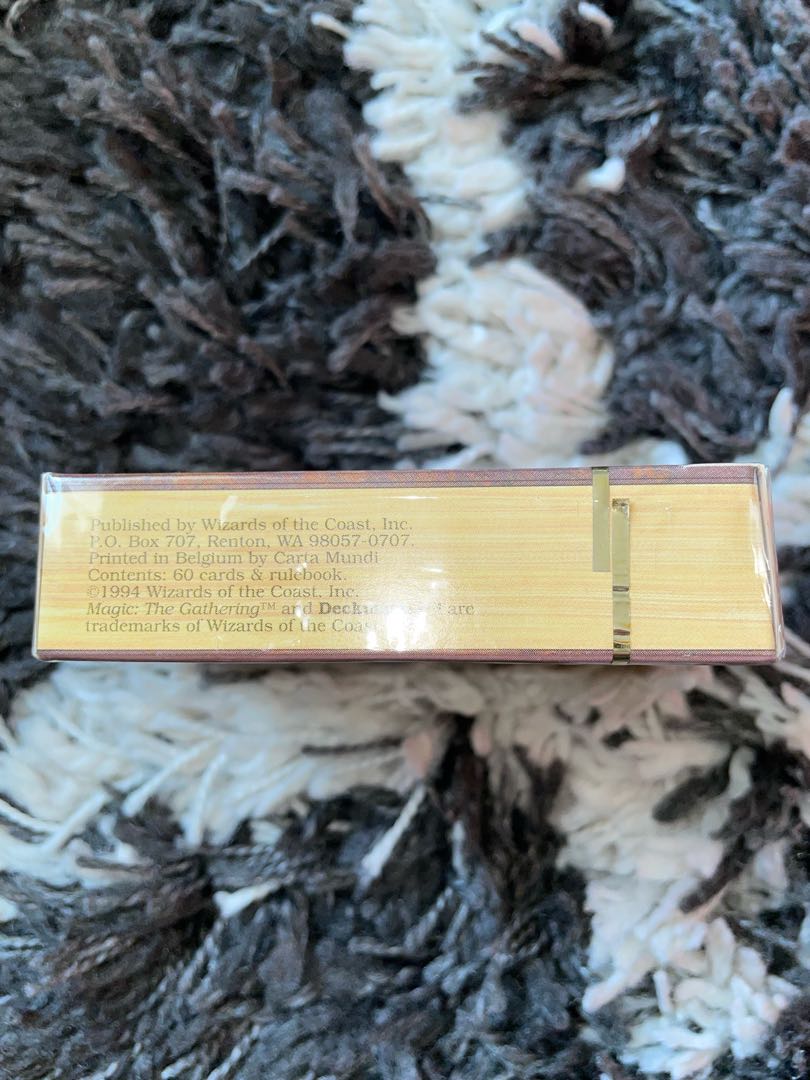 Published by Wizards of the Coast, Inc.
P.O. Box 707, Renton, WA 98057-0707.
Printed in Belgium by Carta Mundi
Contents: 60 cards & rulebook.
©1994 Wizards of the Coast, Inc.
Magic: The Gathering™ and are
trademarks of Wizards of the